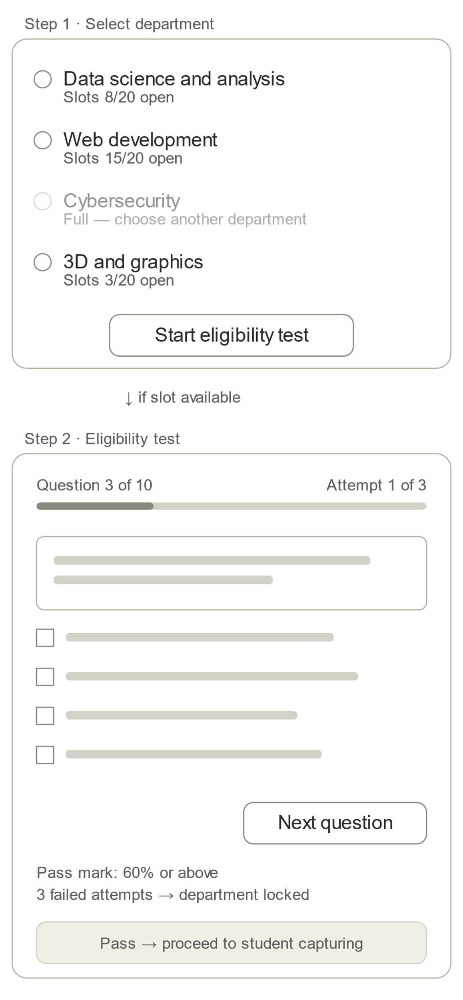 Step 1 · Select department
Data science and analysis
Slots 8/20 open
Web development
Slots 15/20 open
Cybersecurity
Full — choose another department
3D and graphics
Slots 3/20 open
Start eligibility test
↓ if slot available
Step 2 · Eligibility test
Question 3 of 10
Attempt 1 of 3
Next question
Pass mark: 60% or above
3 failed attempts → department locked
Pass → proceed to student capturing